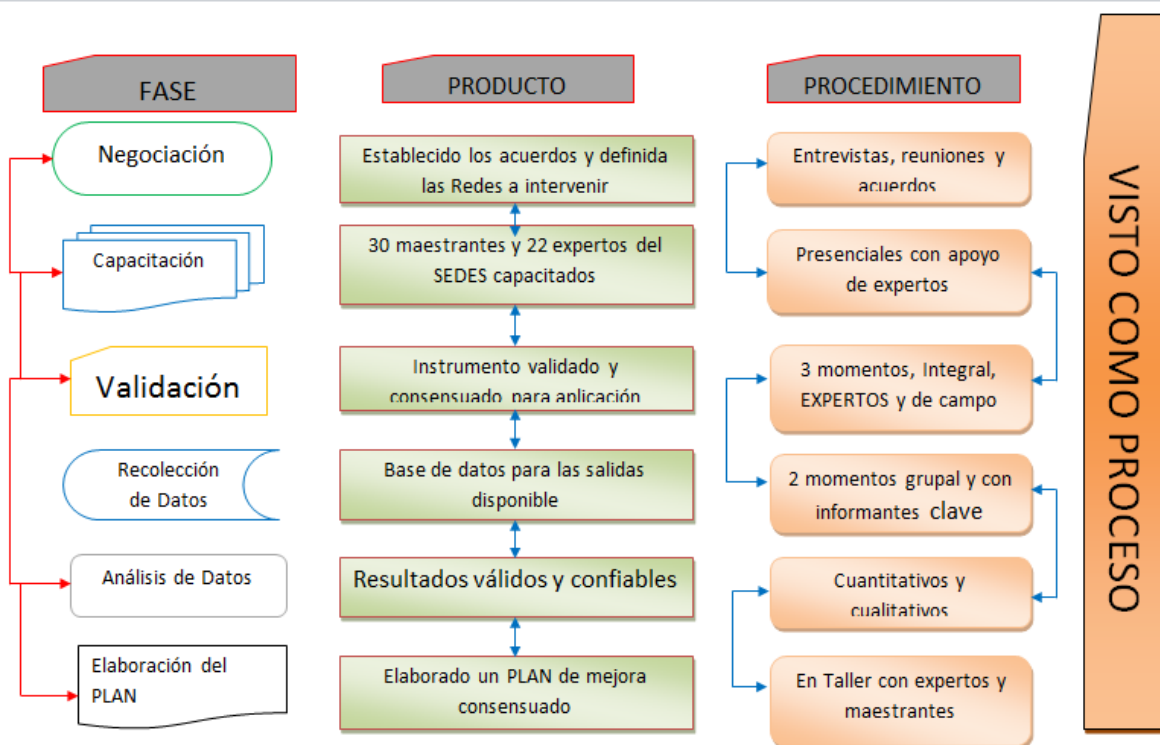 FASE
PRODUCTO
PROCEDIMIENTO
Negociación
Establecido los acuerdos y definida
las Redes a intervenir
Entrevistas, reuniones y
acuerdos
Capacitación
30 maestrantes y 22 expertos del
SEDES capacitados
Presenciales con apoyo
de expertos
Validación
Instrumento validado y
consensuado para aplicación
3 momentos, Integral,
EXPERTOS y de campo
Recolección
de Datos
Base de datos para las salidas
disponible
2 momentos grupal y con
informantes clave
Análisis de Datos
Resultados válidos y confiables
Cuantitativos y
cualitativos
Elaboración del
PLAN
Elaborado un PLAN de mejora
consensuado
En Taller con expertos y
maestrantes
VISTO COMO PROCESO